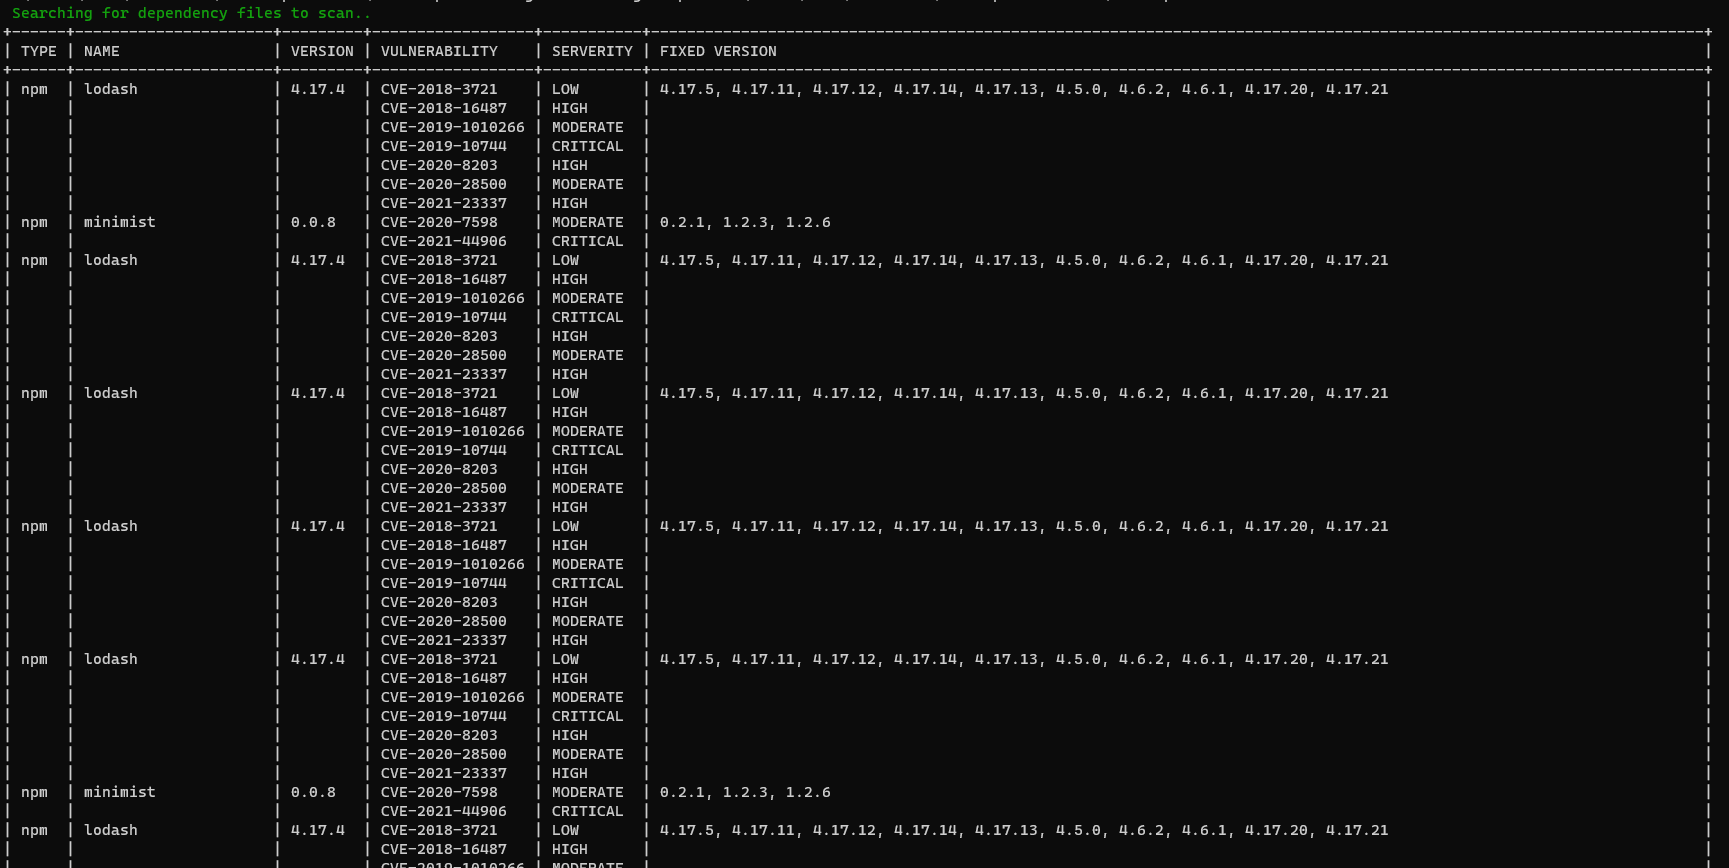 Searching for dependency files to scan..
| TYPE | NAME | VERSION | VULNERABILITY | SERVERITY | FIXED VERSION |
| npm | lodash | 4.17.4 | CVE-2018-3721 | LOW | 4.17.5, 4.17.11, 4.17.12, 4.17.14, 4.17.13, 4.5.0, 4.6.2, 4.6.1, 4.17.20, 4.17.21 |
| | | | CVE-2018-16487 | HIGH | |
| | | | CVE-2019-1010266 | MODERATE | |
| | | | CVE-2019-10744 | CRITICAL | |
| | | | CVE-2020-8203 | HIGH | |
| | | | CVE-2020-28500 | MODERATE | |
| | | | CVE-2021-23337 | HIGH | |
| npm | minimist | 0.0.8 | CVE-2020-7598 | MODERATE | 0.2.1, 1.2.3, 1.2.6 |
| | | | CVE-2021-44906 | CRITICAL | |
| npm | lodash | 4.17.4 | CVE-2018-3721 | LOW | 4.17.5, 4.17.11, 4.17.12, 4.17.14, 4.17.13, 4.5.0, 4.6.2, 4.6.1, 4.17.20, 4.17.21 |
| | | | CVE-2018-16487 | HIGH | |
| | | | CVE-2019-1010266 | MODERATE | |
| | | | CVE-2019-10744 | CRITICAL | |
| | | | CVE-2020-8203 | HIGH | |
| | | | CVE-2020-28500 | MODERATE | |
| | | | CVE-2021-23337 | HIGH | |
| npm | lodash | 4.17.4 | CVE-2018-3721 | LOW | 4.17.5, 4.17.11, 4.17.12, 4.17.14, 4.17.13, 4.5.0, 4.6.2, 4.6.1, 4.17.20, 4.17.21 |
| | | | CVE-2018-16487 | HIGH | |
| | | | CVE-2019-1010266 | MODERATE | |
| | | | CVE-2019-10744 | CRITICAL | |
| | | | CVE-2020-8203 | HIGH | |
| | | | CVE-2020-28500 | MODERATE | |
| | | | CVE-2021-23337 | HIGH | |
| npm | lodash | 4.17.4 | CVE-2018-3721 | LOW | 4.17.5, 4.17.11, 4.17.12, 4.17.14, 4.17.13, 4.5.0, 4.6.2, 4.6.1, 4.17.20, 4.17.21 |
| | | | CVE-2018-16487 | HIGH | |
| | | | CVE-2019-1010266 | MODERATE | |
| | | | CVE-2019-10744 | CRITICAL | |
| | | | CVE-2020-8203 | HIGH | |
| | | | CVE-2020-28500 | MODERATE | |
| | | | CVE-2021-23337 | HIGH | |
| npm | lodash | 4.17.4 | CVE-2018-3721 | LOW | 4.17.5, 4.17.11, 4.17.12, 4.17.14, 4.17.13, 4.5.0, 4.6.2, 4.6.1, 4.17.20, 4.17.21 |
| | | | CVE-2018-16487 | HIGH | |
| | | | CVE-2019-1010266 | MODERATE | |
| | | | CVE-2019-10744 | CRITICAL | |
| | | | CVE-2020-8203 | HIGH | |
| | | | CVE-2020-28500 | MODERATE | |
| | | | CVE-2021-23337 | HIGH | |
| npm | minimist | 0.0.8 | CVE-2020-7598 | MODERATE | 0.2.1, 1.2.3, 1.2.6 |
| | | | CVE-2021-44906 | CRITICAL | |
| npm | lodash | 4.17.4 | CVE-2018-3721 | LOW | 4.17.5, 4.17.11, 4.17.12, 4.17.14, 4.17.13, 4.5.0, 4.6.2, 4.6.1, 4.17.20, 4.17.21 |
| | | | CVE-2018-16487 | HIGH | |
| | | | CVE-2019-1010266 | MODERATE | |